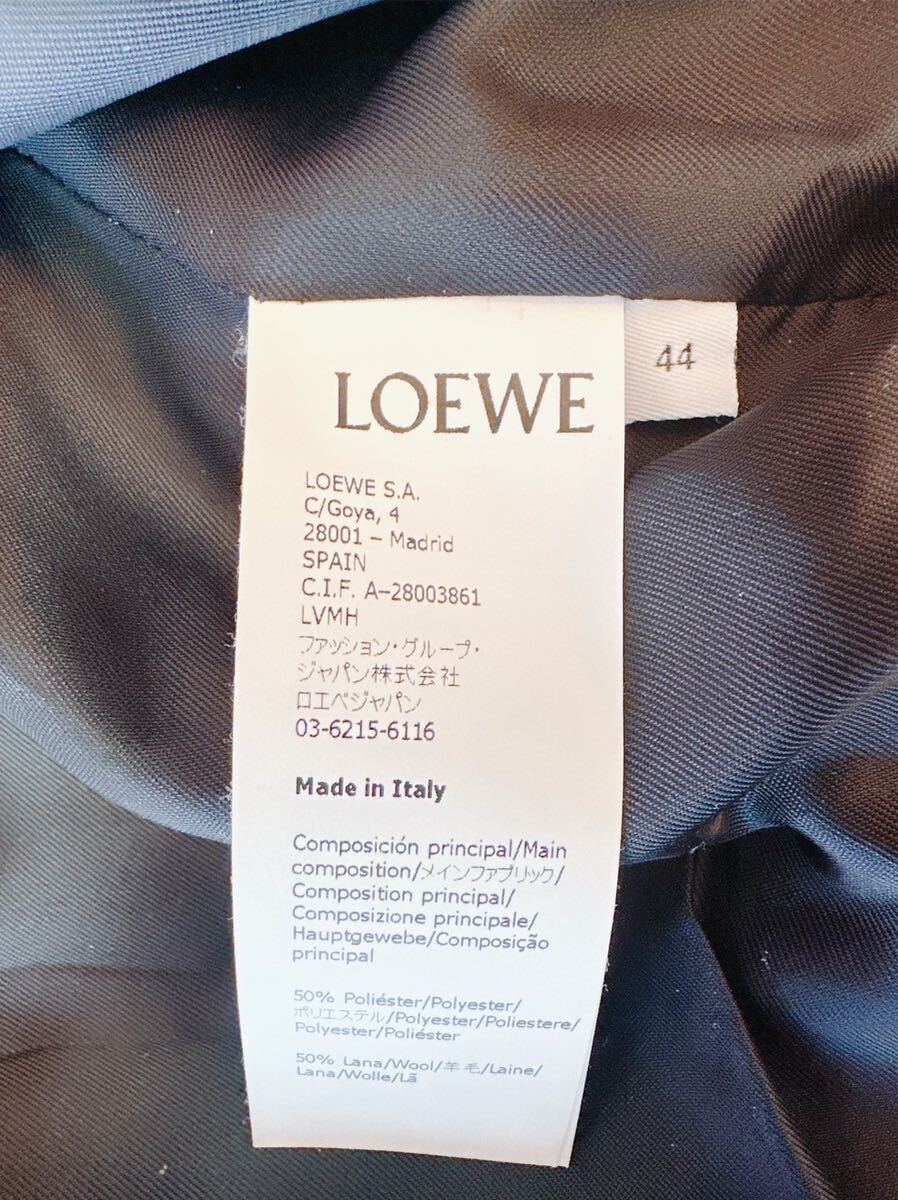 LOEWE
44
LOEWE S.A.
C/Goya, 4
28001 – Madrid
SPAIN
C.I.F. A–28003861
LVMH
ファッション・グループ・
ジャパン株式会社
ロエベジャパン
03-6215-6116
Made in Italy
Composición principal/Main
composition/メインファブリック/
Composition principal/
Composizione principale/
Hauptgewebe/Composição
principal
50% Poliéster/Polyester/
ポリエステル/Polyester/Poliestere/
Polyester/Poliéster
50% Lana/Wool/羊毛/Laine/
Lana/Wolle/Lã